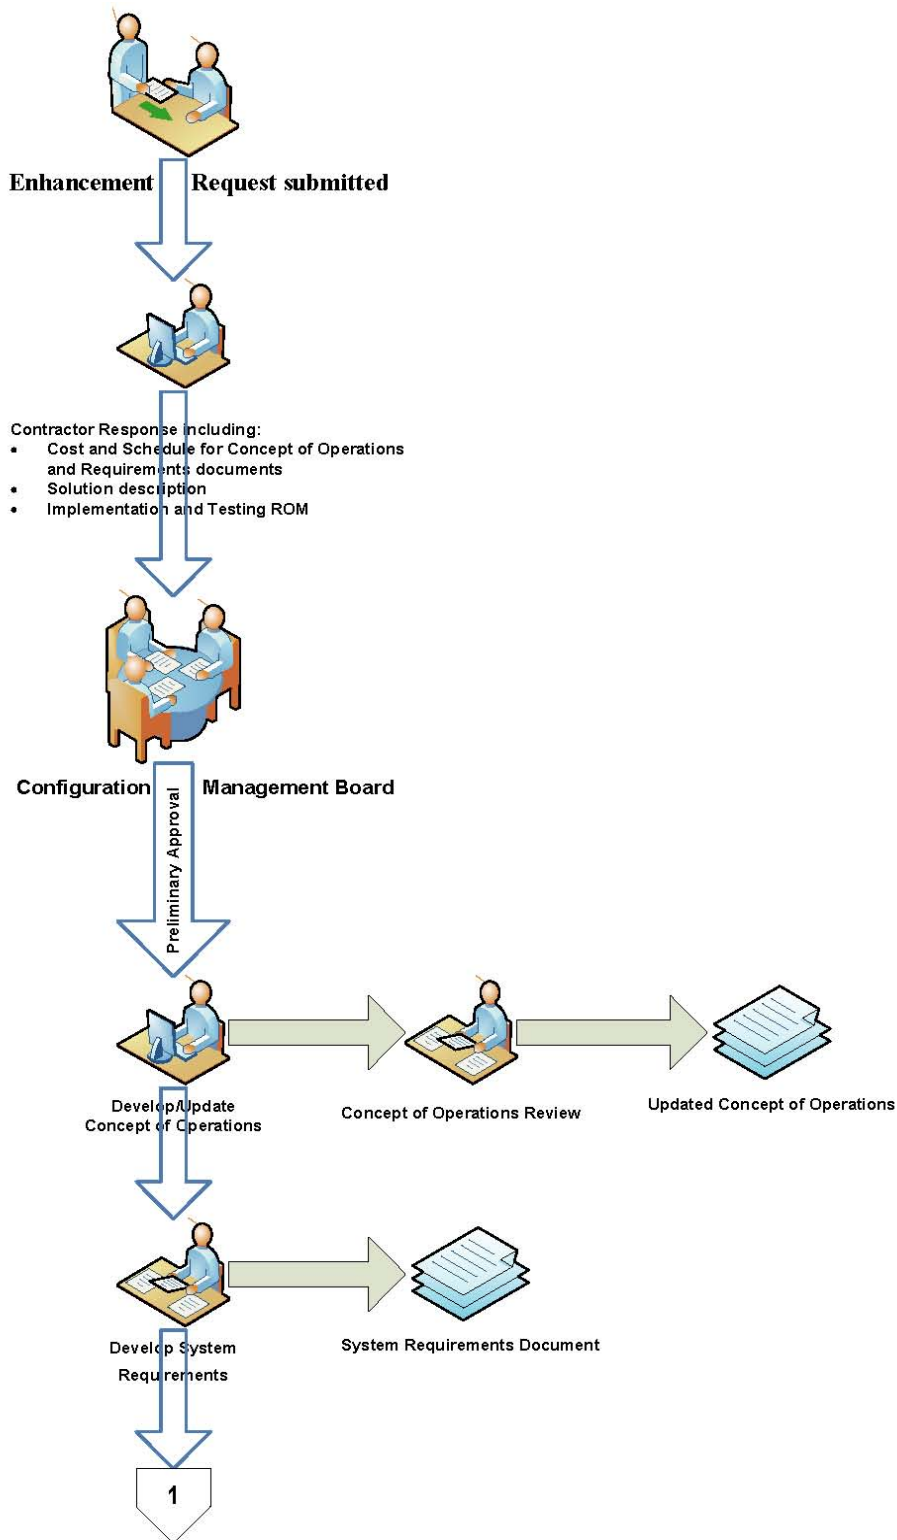 Enhancement Request submitted
Contractor Response including:
• Cost and Schedule for Concept of Operations
and Requirements documents
• Solution description
• Implementation and Testing ROM
Configuration Management Board
Preliminary Approval
Develop/Update
Concept of Operations
Concept of Operations Review
Updated Concept of Operations
Develop System
Requirements
System Requirements Document
1